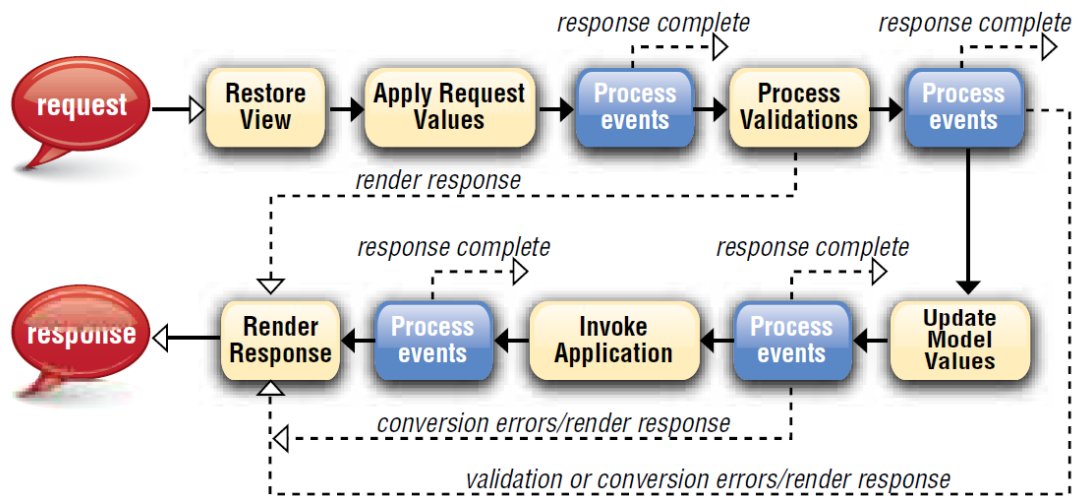 response complete
response complete
request
Restore
View
Apply Request
Values
Process
events
Process
Validations
Process
events
render response
response complete
response complete
response
Render
Response
Process
events
Invoke
Application
Process
events
Update
Model
Values
conversion errors/render response
validation or conversion errors/render response